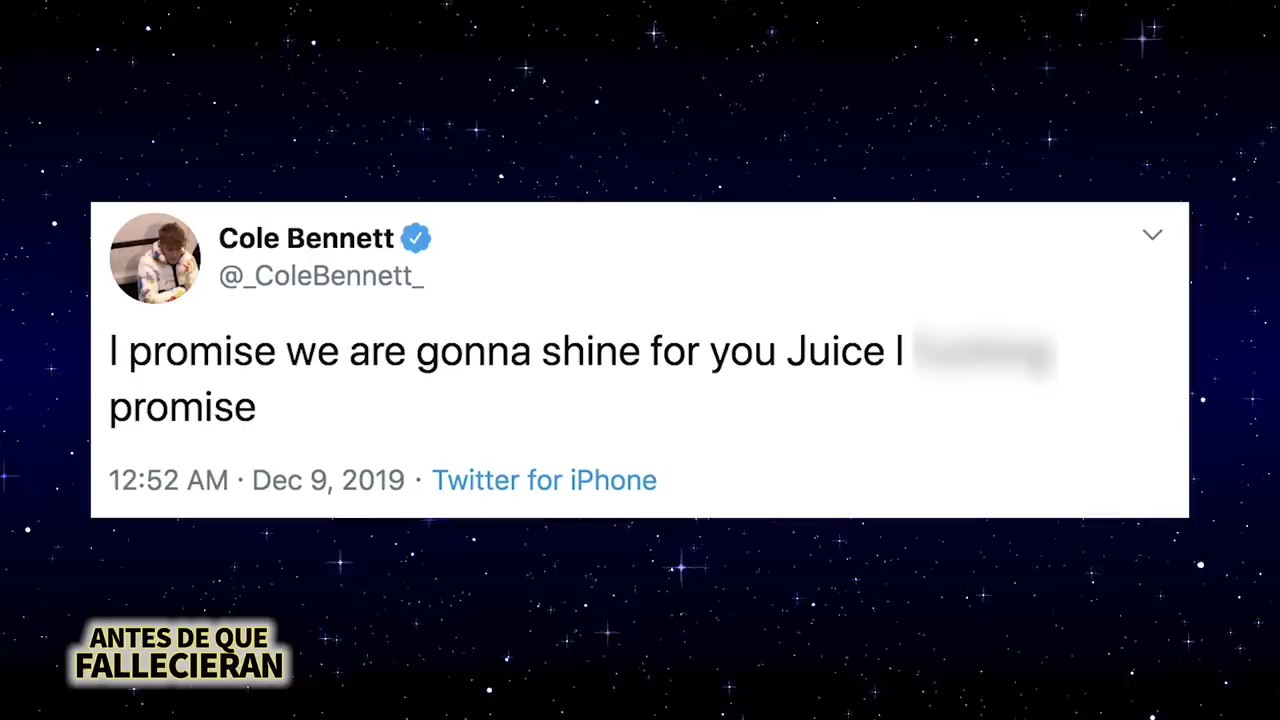 Cole Bennett
@_ColeBennett_
I promise we are gonna shine for you Juice I
promise
12:52 AM · Dec 9, 2019 · Twitter for iPhone
ANTES DE QUE
FALLECIERAN